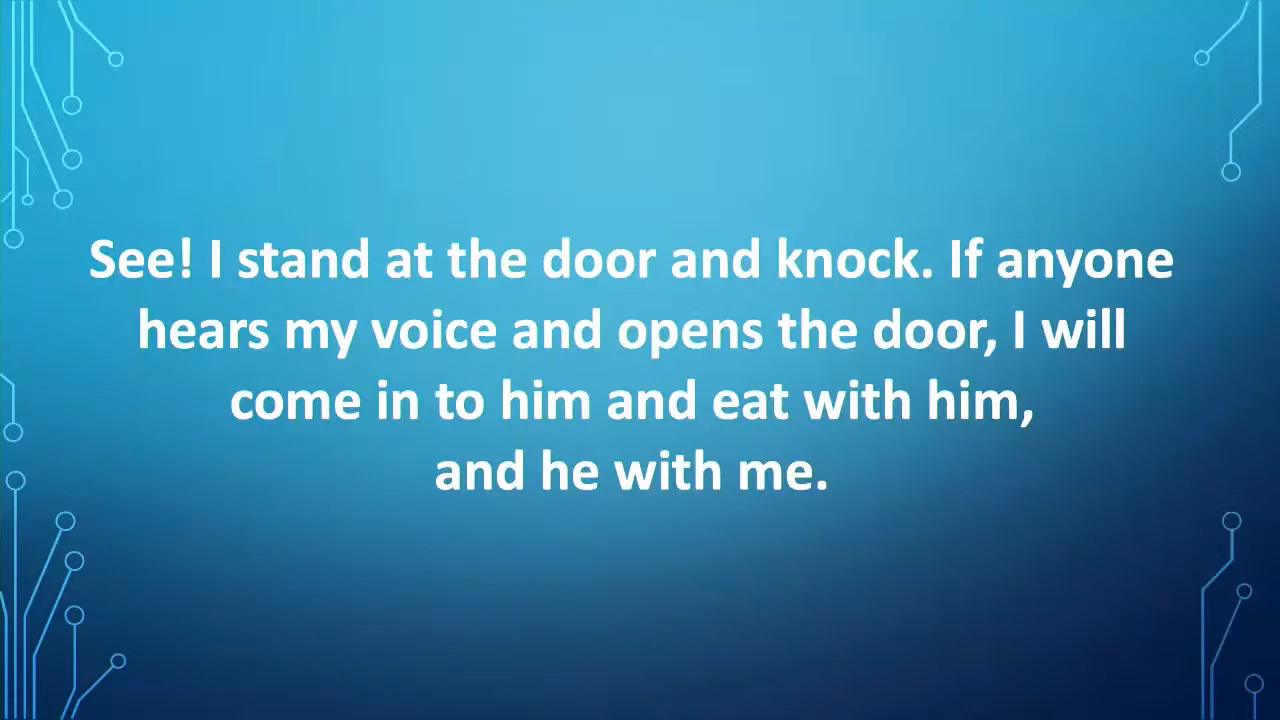 See! I stand at the door and knock. If anyone
hears my voice and opens the door, I will
come in to him and eat with him,
and he with me.